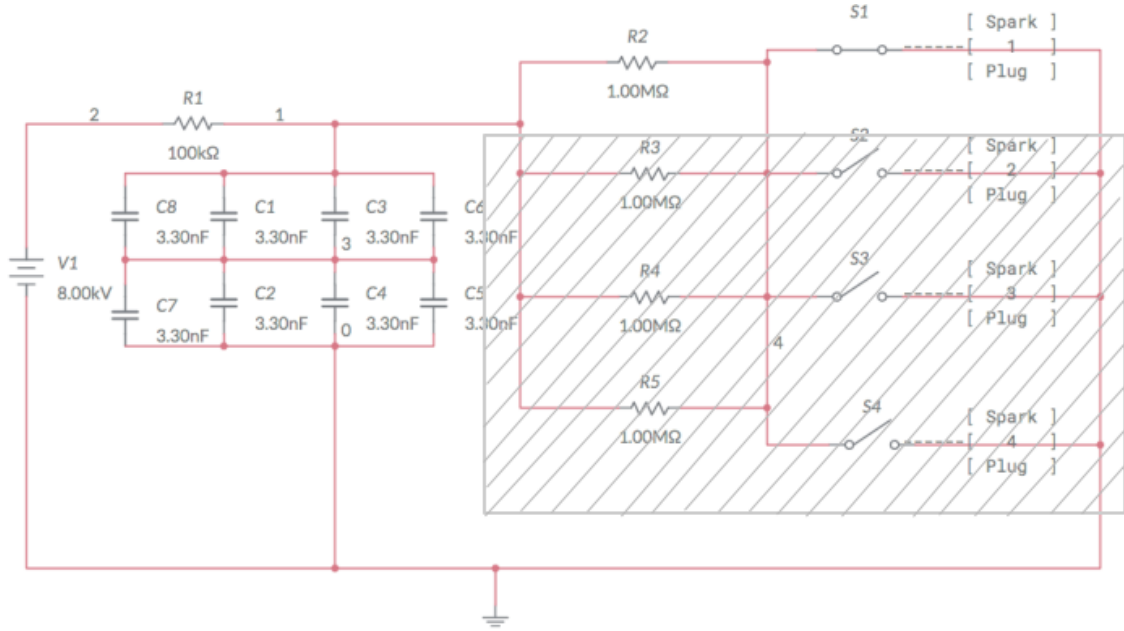 S1
[ Spark ]
[ 1 ]
[ Plug ]
R2
1.00MΩ
2
R1
1
100kΩ
S2
[ Spark ]
[ 2 ]
[ Plug ]
R3
1.00MΩ
C8
3.30nF
C1
3.30nF
C3
3.30nF
C6
3.30nF
3
V1
8.00kV
C7
3.30nF
C2
3.30nF
C4
3.30nF
C5
3.30nF
0
R4
1.00MΩ
S3
[ Spark ]
[ 3 ]
[ Plug ]
4
R5
1.00MΩ
S4
[ Spark ]
[ 4 ]
[ Plug ]